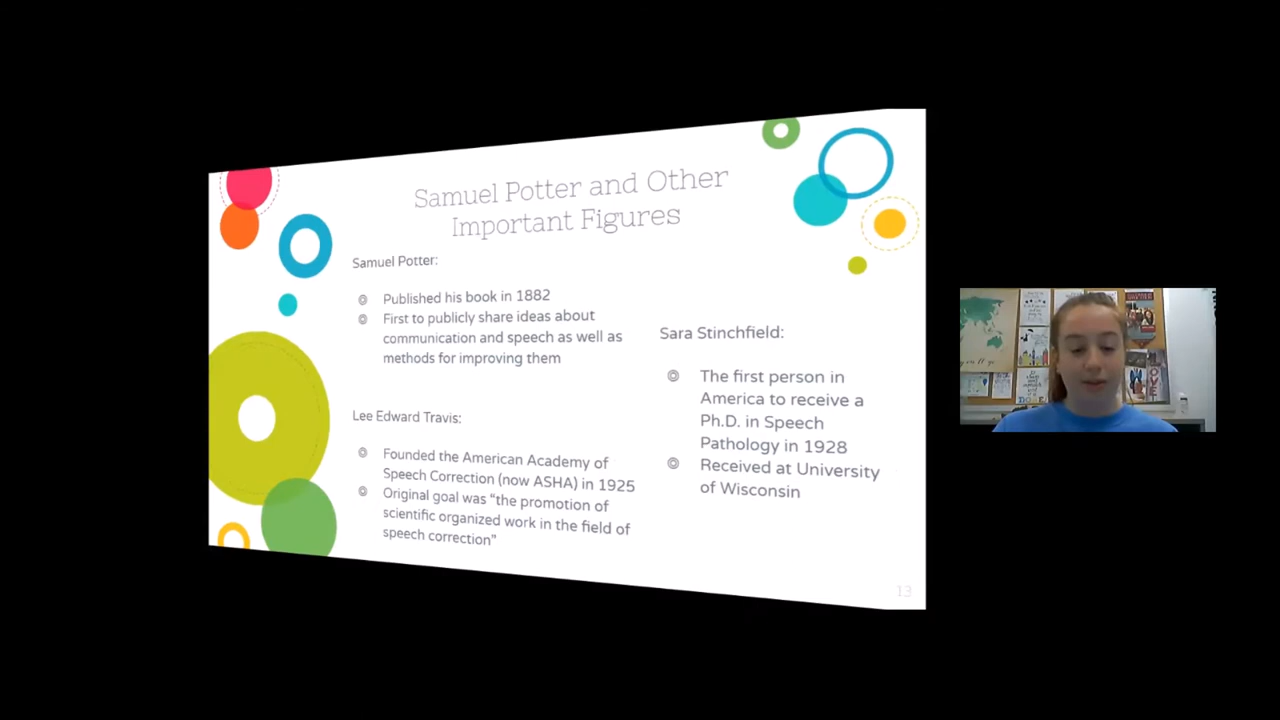 Samuel Potter and Other
Important Figures
Samuel Potter:
Published his book in 1882
First to publicly share ideas about
communication and speech as well as
methods for improving them
Lee Edward Travis:
Founded the American Academy of
Speech Correction (now ASHA) in 1925
Original goal was “the promotion of
scientific organized work in the field of
speech correction”
Sara Stinchfield:
The first person in
America to receive a
Ph.D. in Speech
Pathology in 1928
Received at University
of Wisconsin
13